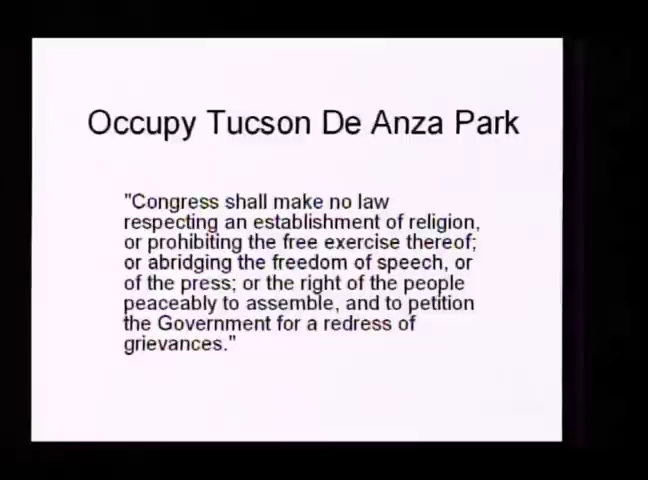 Occupy Tucson De Anza Park
"Congress shall make no law
respecting an establishment of religion,
or prohibiting the free exercise thereof;
or abridging the freedom of speech, or
of the press; or the right of the people
peaceably to assemble, and to petition
the Government for a redress of
grievances."